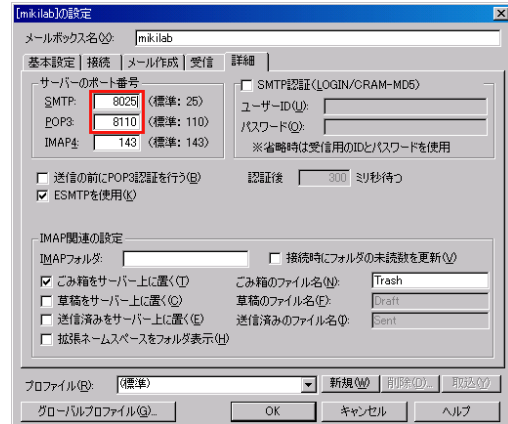 [mikilab]の設定
メールボックス名(X): mikilab
基本設定 接続 メール作成 受信 詳細
サーバーのポート番号
SMTP: 8025 (標準: 25)
POP3: 8110 (標準: 110)
IMAP4: 143 (標準: 143)
SMTP認証(LOGIN/CRAM-MD5)
ユーザーID(U):
パスワード(O):
※省略時は受信用のIDとパスワードを使用
送信の前にPOP3認証を行う(B) 認証後 300 ミリ秒待つ
ESMTPを使用(K)
IMAP関連の設定
IMAPフォルダ: 接続時にフォルダの未読数を更新(V)
ごみ箱をサーバー上に置く(T) ごみ箱のファイル名(N): Trash
草稿をサーバー上に置く(C) 草稿のファイル名(F): Draft
送信済みをサーバー上に置く(E) 送信済みのファイル名(I): Sent
拡張ネームスペースをフォルダ表示(H)
プロファイル(R): (標準) 新規(W) 削除(D)... 取込(Y)
グローバルプロファイル(G)... OK キャンセル ヘルプ